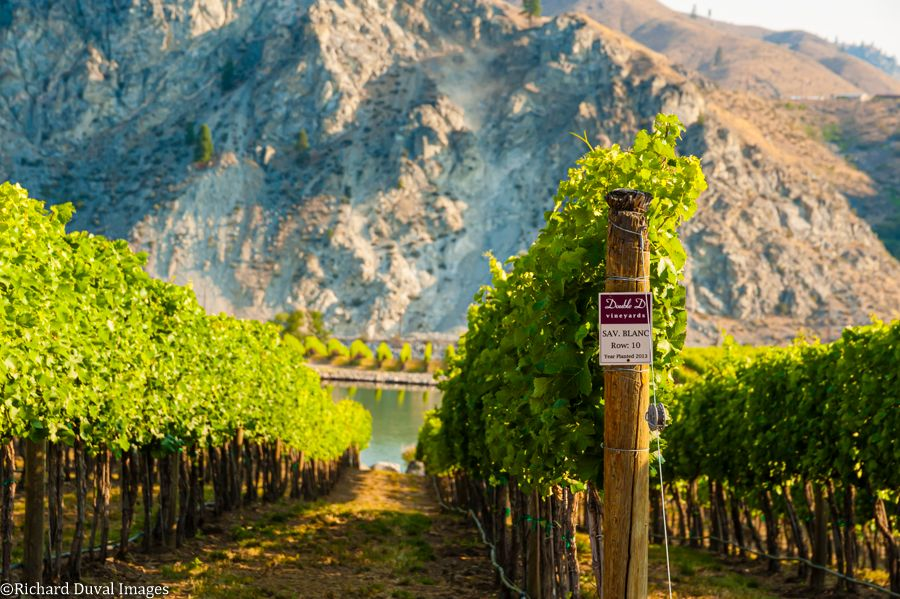 Double D
vineyards
SAV. BLANC
Row: 10
Year Planted 2013
©Richard Duval Images